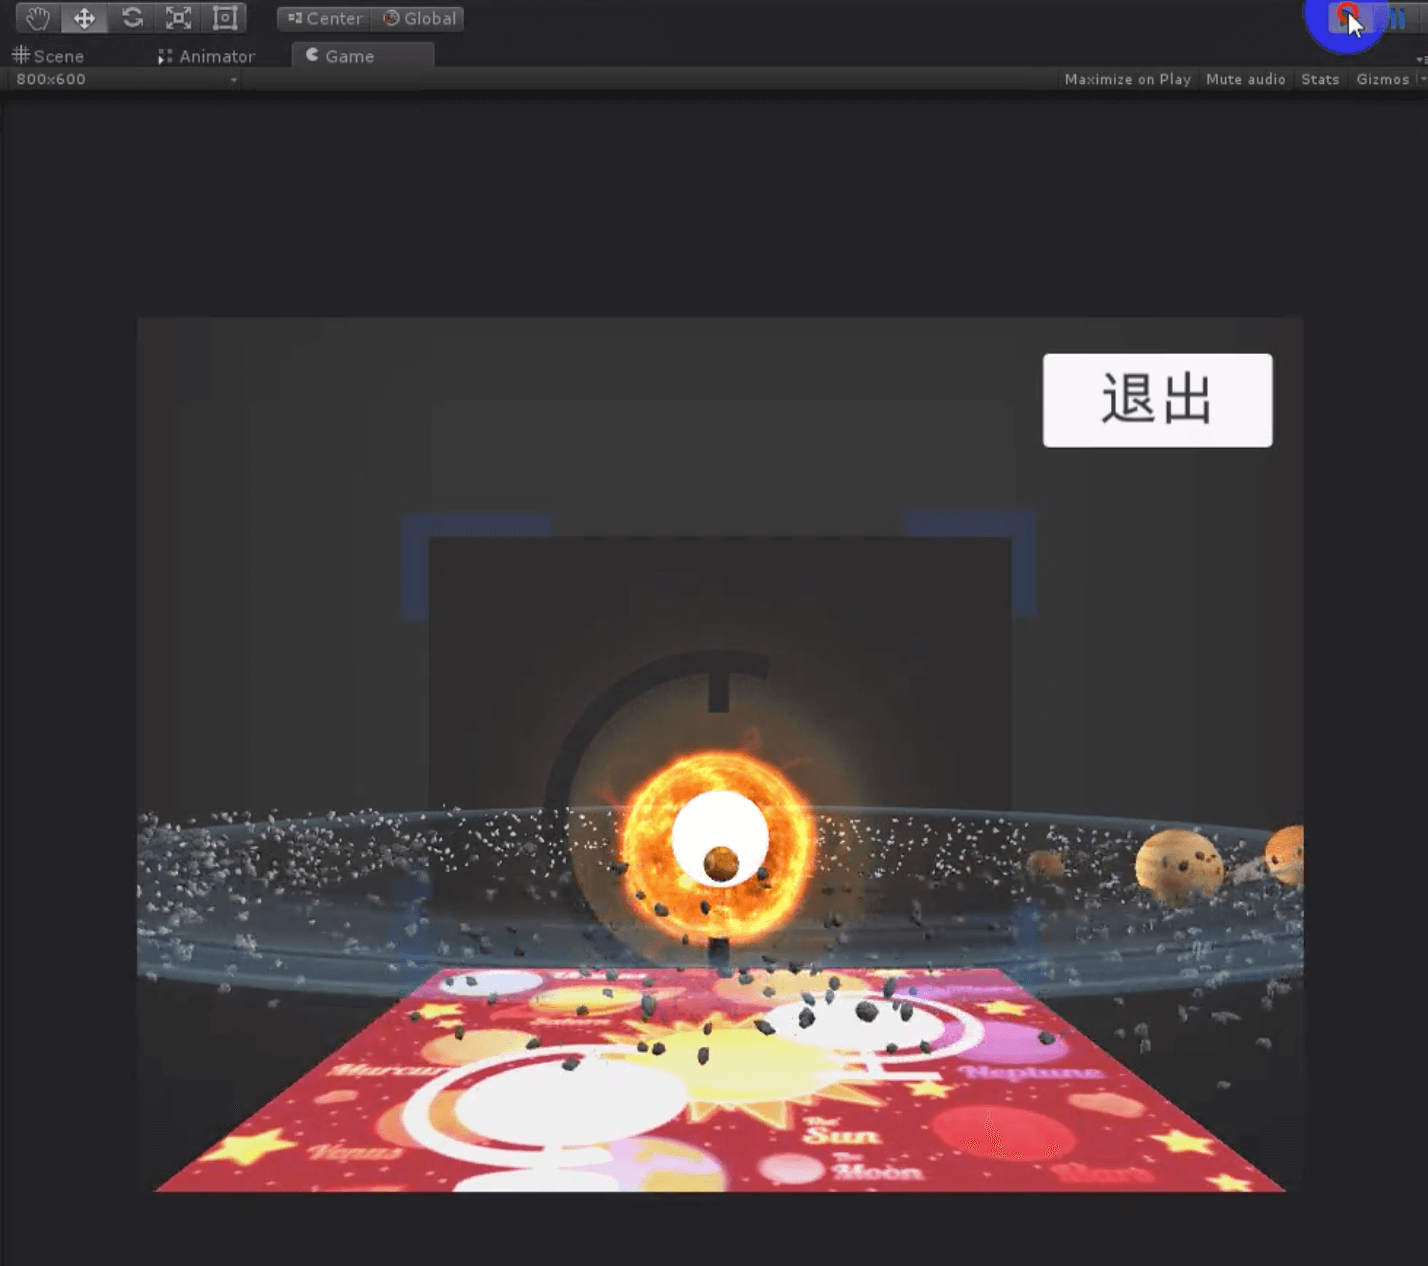 Center Global
Scene Animator Game
800x600 Maximize on Play Mute audio Stats Gizmos
退出
Saturn
Marcur
Neptune
Venus
The
Sun
The
Moon
Mars